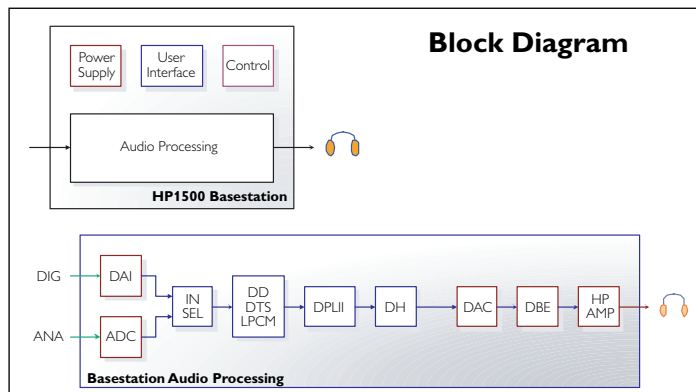 Block Diagram
Power
Supply
User
Interface
Control
Audio Processing
HP1500 Basestation
DIG
DAI
ANA
ADC
IN
SEL
DD
DTS
LPCM
DPLII
DH
DAC
DBE
HP
AMP
Basestation Audio Processing